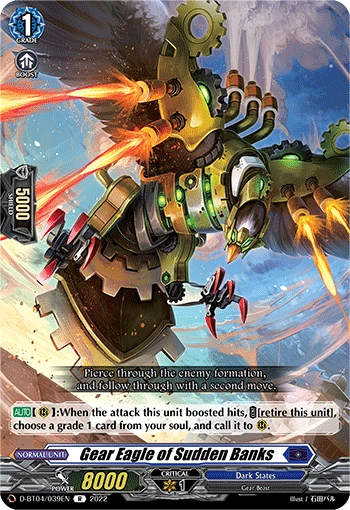 1
GRADE
BOOST
5000
SHIELD
Pierce through the enemy formation,
and follow through with a second move.
AUTO [ R ]:When the attack this unit boosted hits, [retire this unit],
choose a grade 1 card from your soul, and call it to R .
NORMAL UNIT
Gear Eagle of Sudden Banks
POWER 8000
CRITICAL
1
Dark States
Gear Beast
D-BT04/039EN R 2022
illust / 石田バル